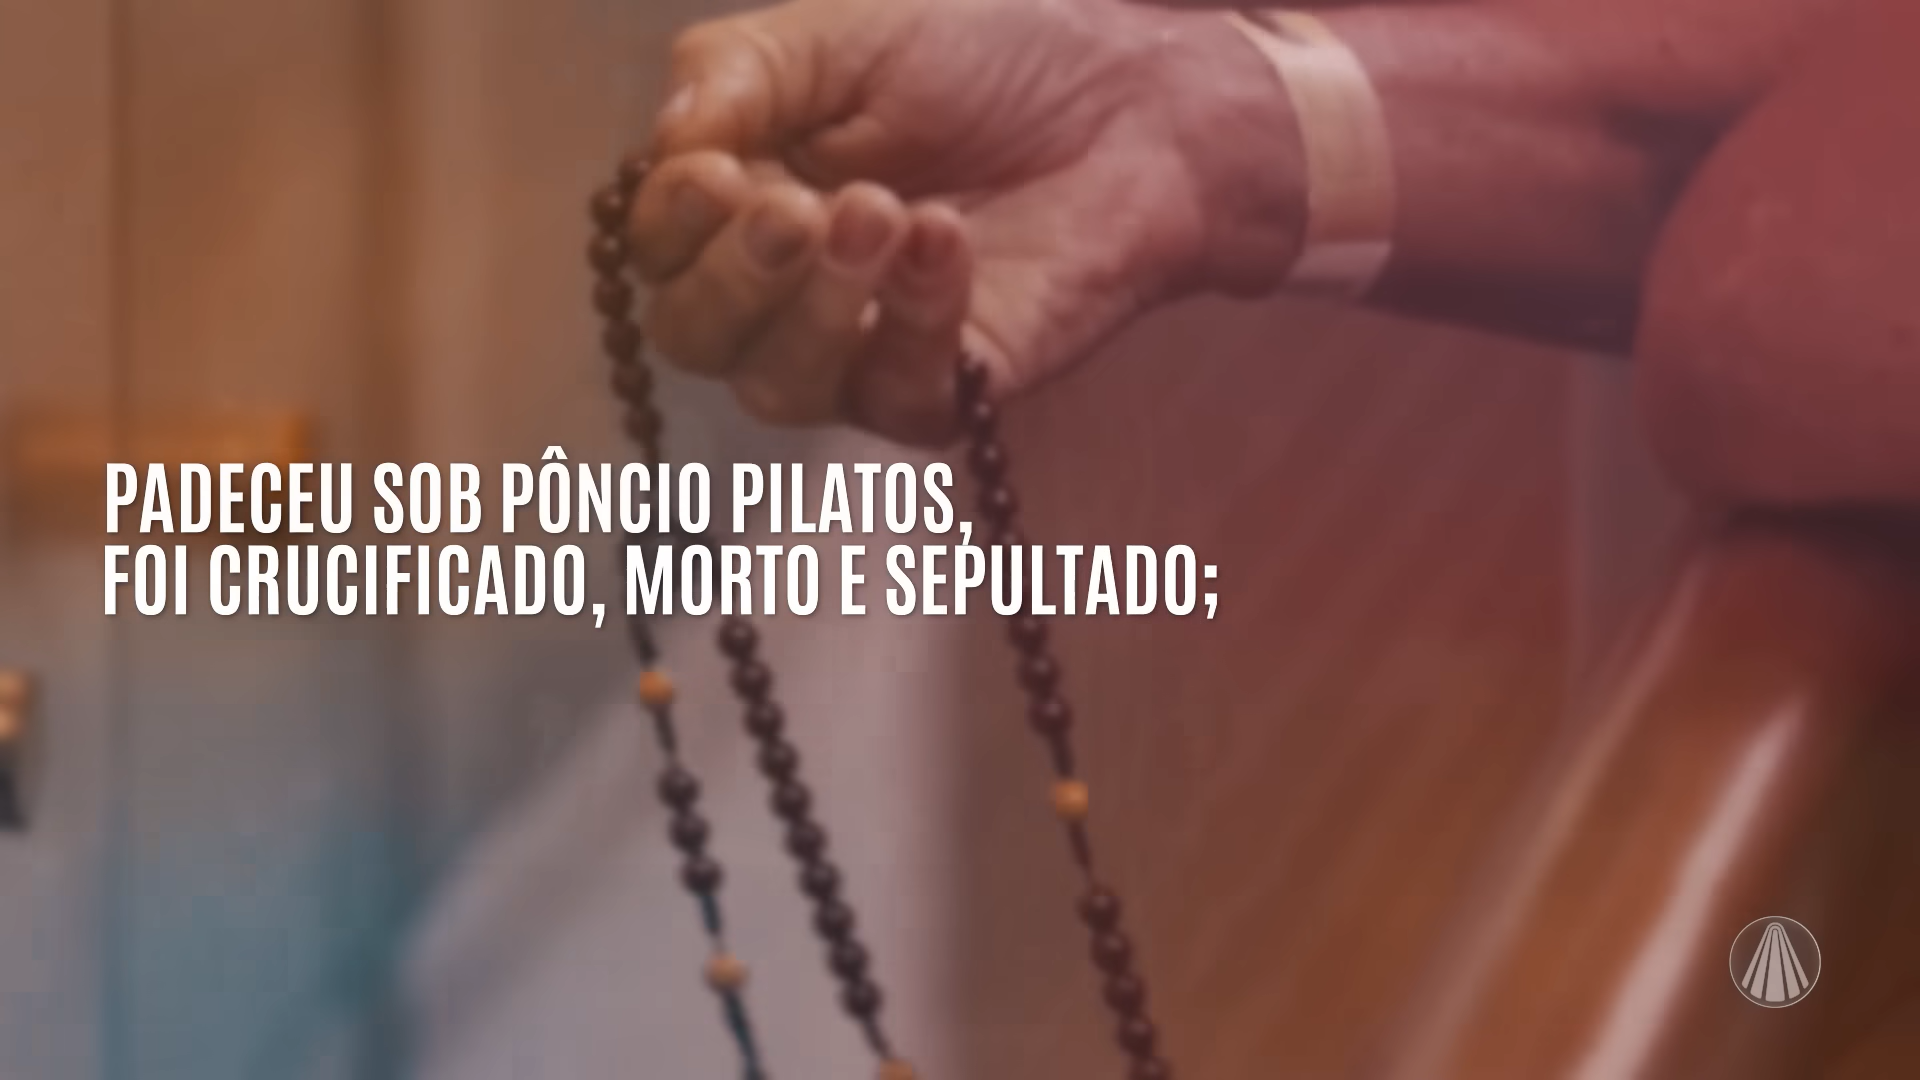 PADECEU SOB PÔNCIO PILATOS,
FOI CRUCIFICADO, MORTO E SEPULTADO;